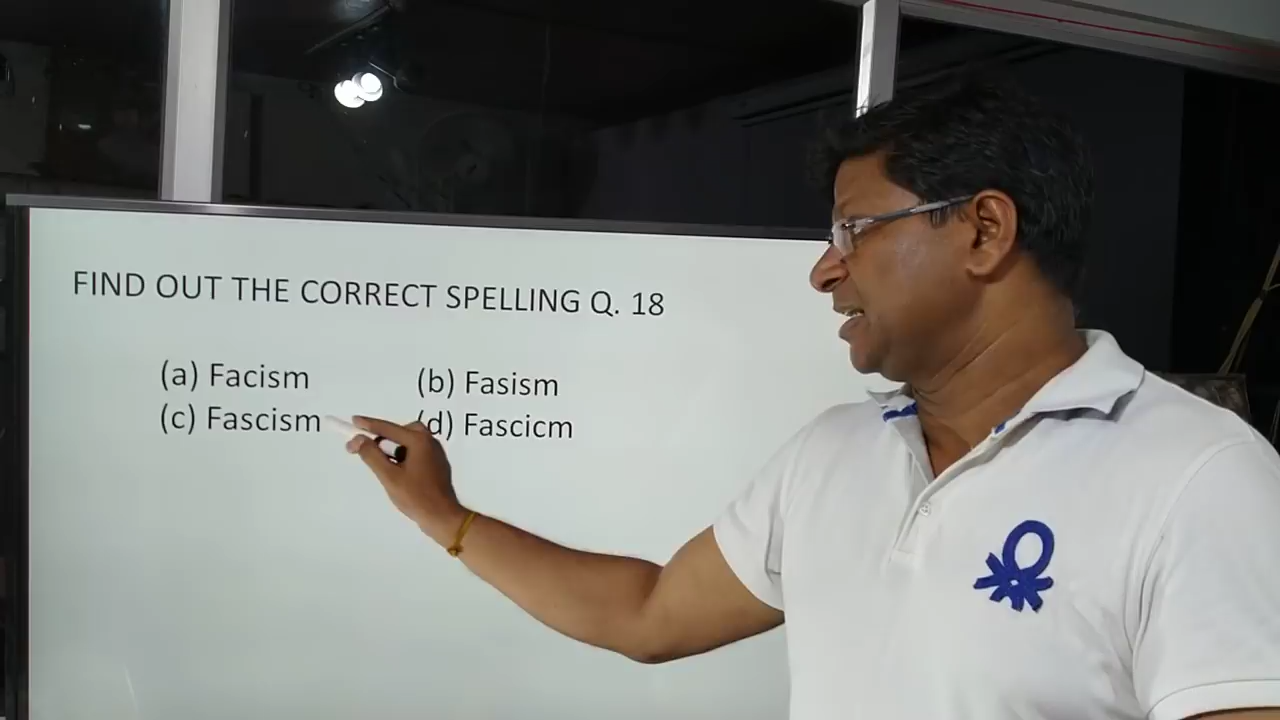 FIND OUT THE CORRECT SPELLING Q. 18
(a) Facism (b) Fasism
(c) Fascism (d) Fascicm